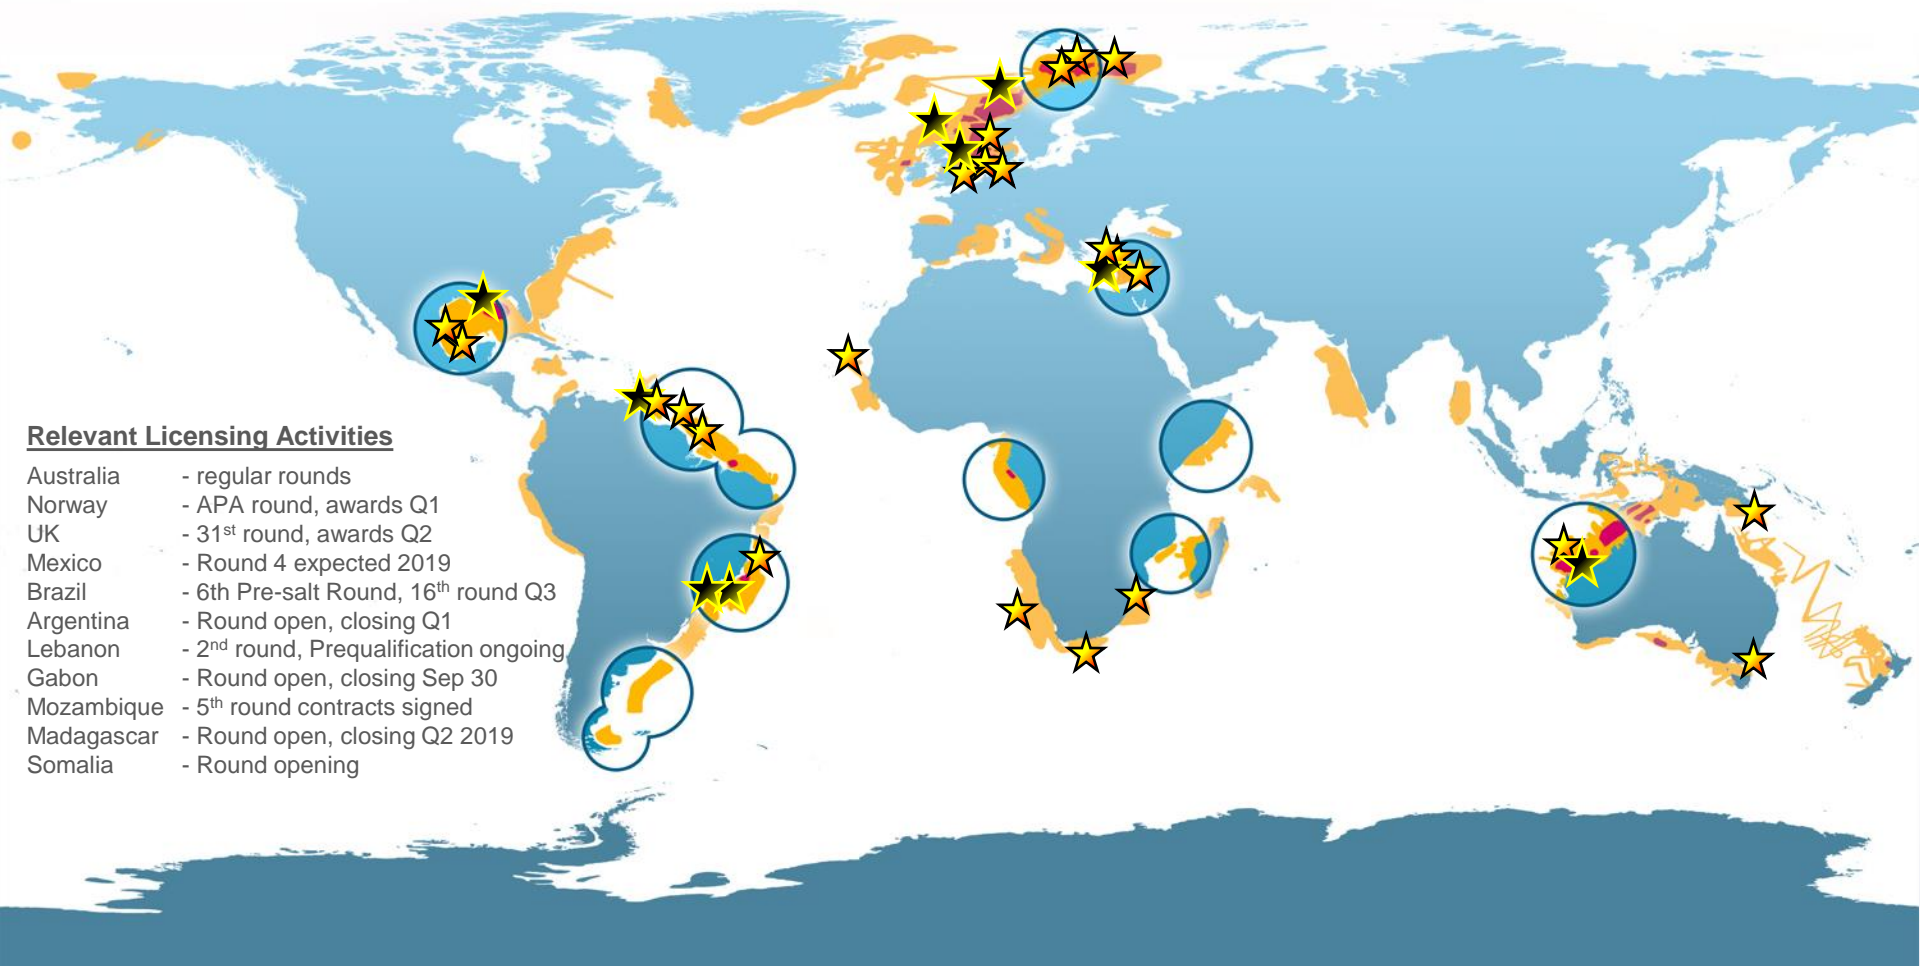 Relevant Licensing Activities
Australia - regular rounds
Norway - APA round, awards Q1
UK - 31st round, awards Q2
Mexico - Round 4 expected 2019
Brazil - 6th Pre-salt Round, 16th round Q3
Argentina - Round open, closing Q1
Lebanon - 2nd round, Prequalification ongoing
Gabon - Round open, closing Sep 30
Mozambique - 5th round contracts signed
Madagascar - Round open, closing Q2 2019
Somalia - Round opening